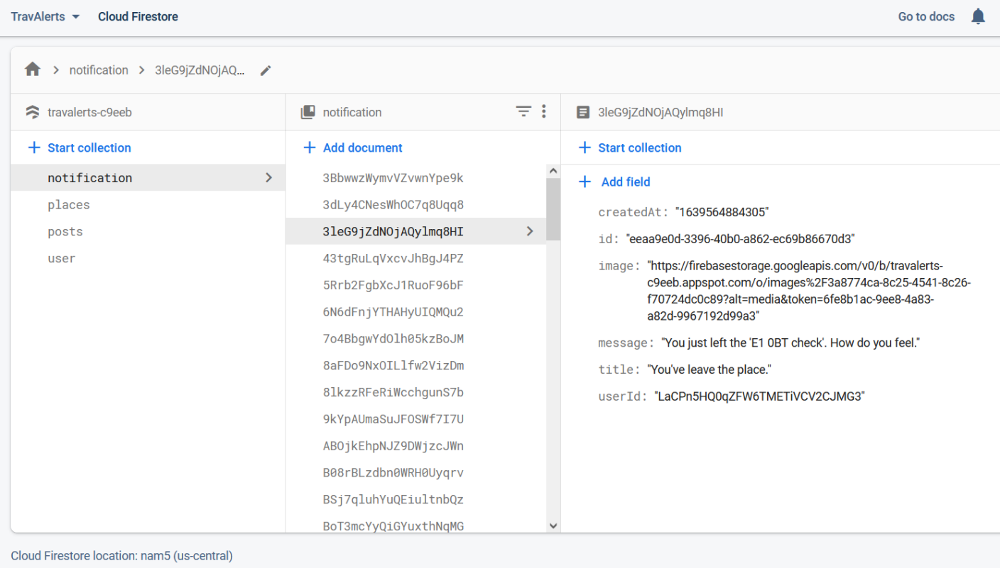 TravAlerts Cloud Firestore Go to docs
notification 3leG9jZdNOjAQ...
travalerts-c9eeb
Start collection
notification
places
posts
user
notification
Add document
3BbwwzWymvVZvwnYpe9k
3dLy4CNesWhOC7q8Uqq8
3leG9jZdNOjAQylmq8HI
43tgRuLqVxcvJhBgJ4PZ
5Rrb2FgbXcJ1RuoF96bF
6N6dFnjYTHAHyUIQMQu2
7o4BbgwYdOlh05kzBoJM
8aFDo9NxOILlfw2VizDm
8lkzzRFeRiWcchgunS7b
9kYpAUmaSuJFOSWf7I7U
ABOjkEhpNJZ9DWjzcJWn
B08rBLzdbn0WRH0Uyqrv
BSj7qluhYuQEiultnbQz
BoT3mcYyQiGYuxthNqMG
3leG9jZdNOjAQylmq8HI
Start collection
Add field
createdAt: "1639564884305"
id: "eeaa9e0d-3396-40b0-a862-ec69b86670d3"
image: "https://firebasestorage.googleapis.com/v0/b/travalerts-
c9eeb.appspot.com/o/images%2F3a8774ca-8c25-4541-8c26-
f70724dc0c89?alt=media&token=6fe8b1ac-9ee8-4a83-
a82d-9967192d99a3"
message: "You just left the 'E1 0BT check'. How do you feel."
title: "You've leave the place."
userId: "LaCPn5HQ0qZFW6TMETiVCV2CJMG3"
Cloud Firestore location: nam5 (us-central)